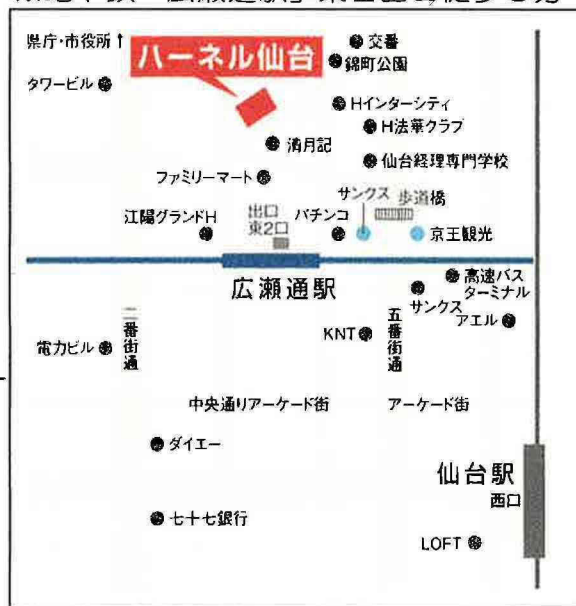 県庁・市役所↑
ハーネル仙台
交番
錦町公園
タワービル
Hインターシティ
H法華クラブ
清月記
仙台経理専門学校
ファミリーマート
サンクス
歩道橋
江陽グランドH
出口
東2口
パチンコ
京王観光
広瀬通駅
高速バス
ターミナル
サンクス
アエル
二番街通
五番街通
KNT
電力ビル
中央通りアーケード街
アーケード街
ダイエー
仙台駅
西口
七十七銀行
LOFT